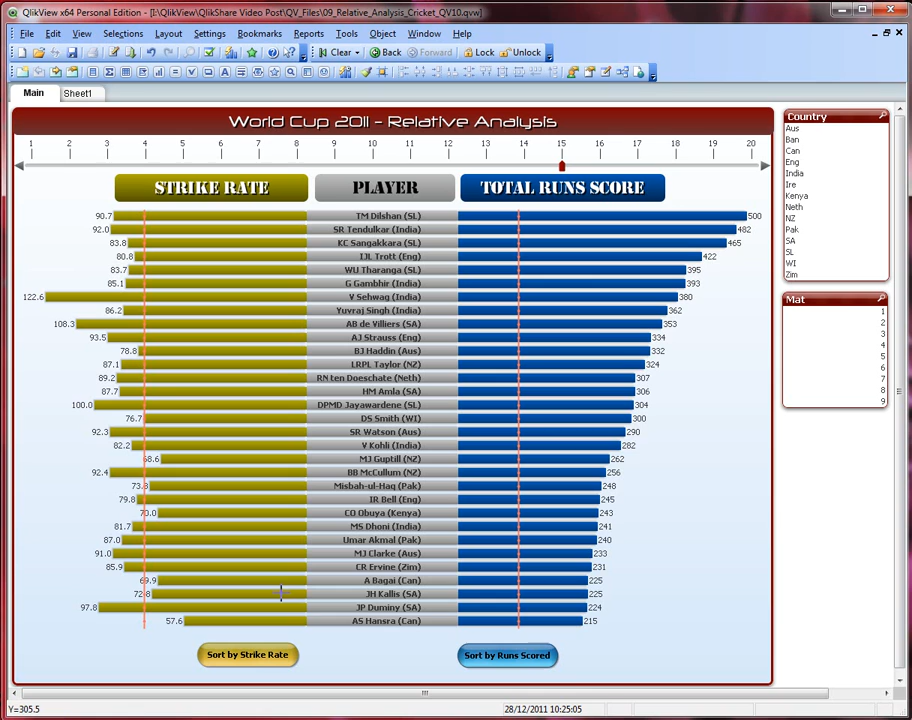 QlikView x64 Personal Edition - [I:\QlikView\QlikShare Video Post\QV_Files\09_Relative_Analysis_Cricket_QV10.qvw]
File Edit View Selections Layout Settings Bookmarks Reports Tools Object Window Help
Clear Back Forward Lock Unlock
Main Sheet1
World Cup 2011 - Relative Analysis
1 2 3 4 5 6 7 8 9 10 11 12 13 14 15 16 17 18 19 20
STRIKE RATE PLAYER TOTAL RUNS SCORE
90.7 TM Dilshan (SL) 500
92.0 SR Tendulkar (India) 482
83.8 KC Sangakkara (SL) 465
80.8 IJL Trott (Eng) 422
83.7 WU Tharanga (SL) 395
85.1 G Gambhir (India) 393
122.6 V Sehwag (India) 380
86.2 Yuvraj Singh (India) 362
108.3 AB de Villiers (SA) 353
93.5 AJ Strauss (Eng) 334
78.8 BJ Haddin (Aus) 332
87.1 LRPL Taylor (NZ) 324
89.2 RN ten Doeschate (Neth) 307
87.7 HM Amla (SA) 306
100.0 DPMD Jayawardene (SL) 304
76.7 DS Smith (WI) 300
92.3 SR Watson (Aus) 290
82.2 V Kohli (India) 282
68.6 MJ Guptill (NZ) 262
92.4 BB McCullum (NZ) 256
73.8 Misbah-ul-Haq (Pak) 248
79.8 IR Bell (Eng) 245
70.0 CO Obuya (Kenya) 243
81.7 MS Dhoni (India) 241
87.0 Umar Akmal (Pak) 240
91.0 MJ Clarke (Aus) 233
85.9 CR Ervine (Zim) 231
69.9 A Bagai (Can) 225
72.8 JH Kallis (SA) 225
97.8 JP Duminy (SA) 224
57.6 AS Hansra (Can) 215
Sort by Strike Rate Sort by Runs Scored
Country
Aus
Ban
Can
Eng
India
Ire
Kenya
Neth
NZ
Pak
SA
SL
WI
Zim
Mat
1
2
3
4
5
6
7
8
9
Y=305.5 28/12/2011 10:25:05